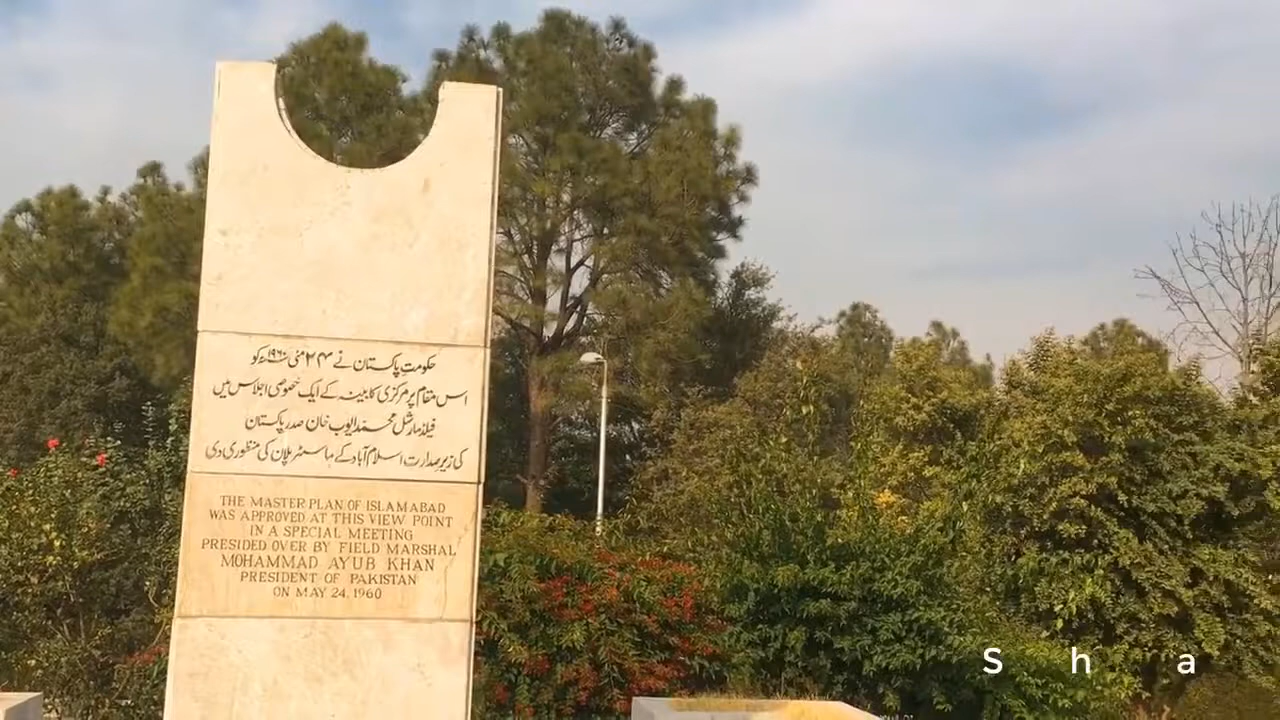 حکومتِ پاکستان نے ۲۴ مئی سنہ ۱۹۶۰ء کو
اس مقام پر مرکزی کابینہ کے ایک خصوصی اجلاس میں
فیلڈ مارشل محمد ایوب خان صدر پاکستان
کی زیرِ صدارت اسلام آباد کے ماسٹر پلان کی منظوری دی
THE MASTER PLAN OF ISLAMABAD
WAS APPROVED AT THIS VIEW POINT
IN A SPECIAL MEETING
PRESIDED OVER BY FIELD MARSHAL
MOHAMMAD AYUB KHAN
PRESIDENT OF PAKISTAN
ON MAY 24, 1960
S h a